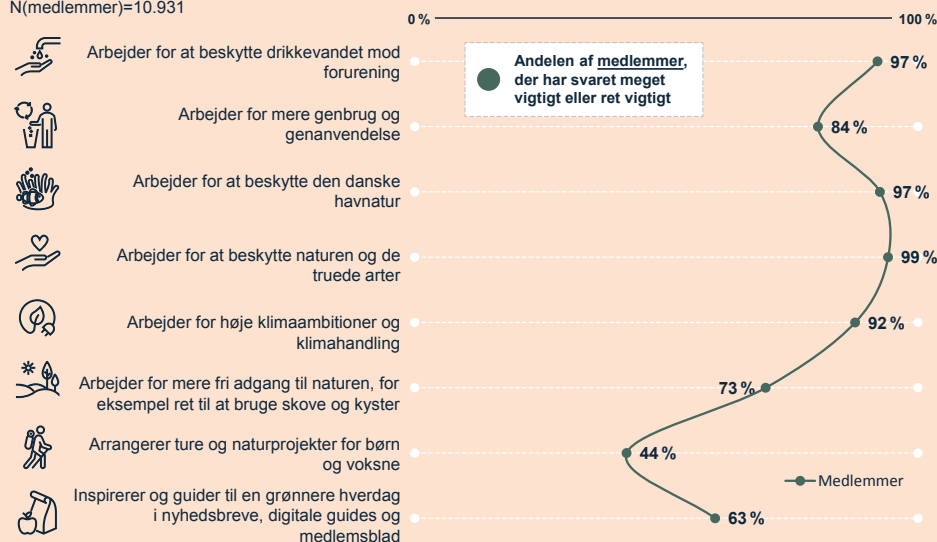 N(medlemmer)=10.931
0 %
100 %
Andelen af medlemmer,
der har svaret meget
vigtigt eller ret vigtigt
Arbejder for at beskytte drikkevandet mod
forurening
97 %
Arbejder for mere genbrug og
genanvendelse
84 %
Arbejder for at beskytte den danske
havnatur
97 %
Arbejder for at beskytte naturen og de
truede arter
99 %
Arbejder for høje klimaambitioner og
klimahandling
92 %
Arbejder for mere fri adgang til naturen, for
eksempel ret til at bruge skove og kyster
73 %
Arrangerer ture og naturprojekter for børn
og voksne
44 %
Medlemmer
Inspirerer og guider til en grønnere hverdag
i nyhedsbreve, digitale guides og
medlemsblad
63 %